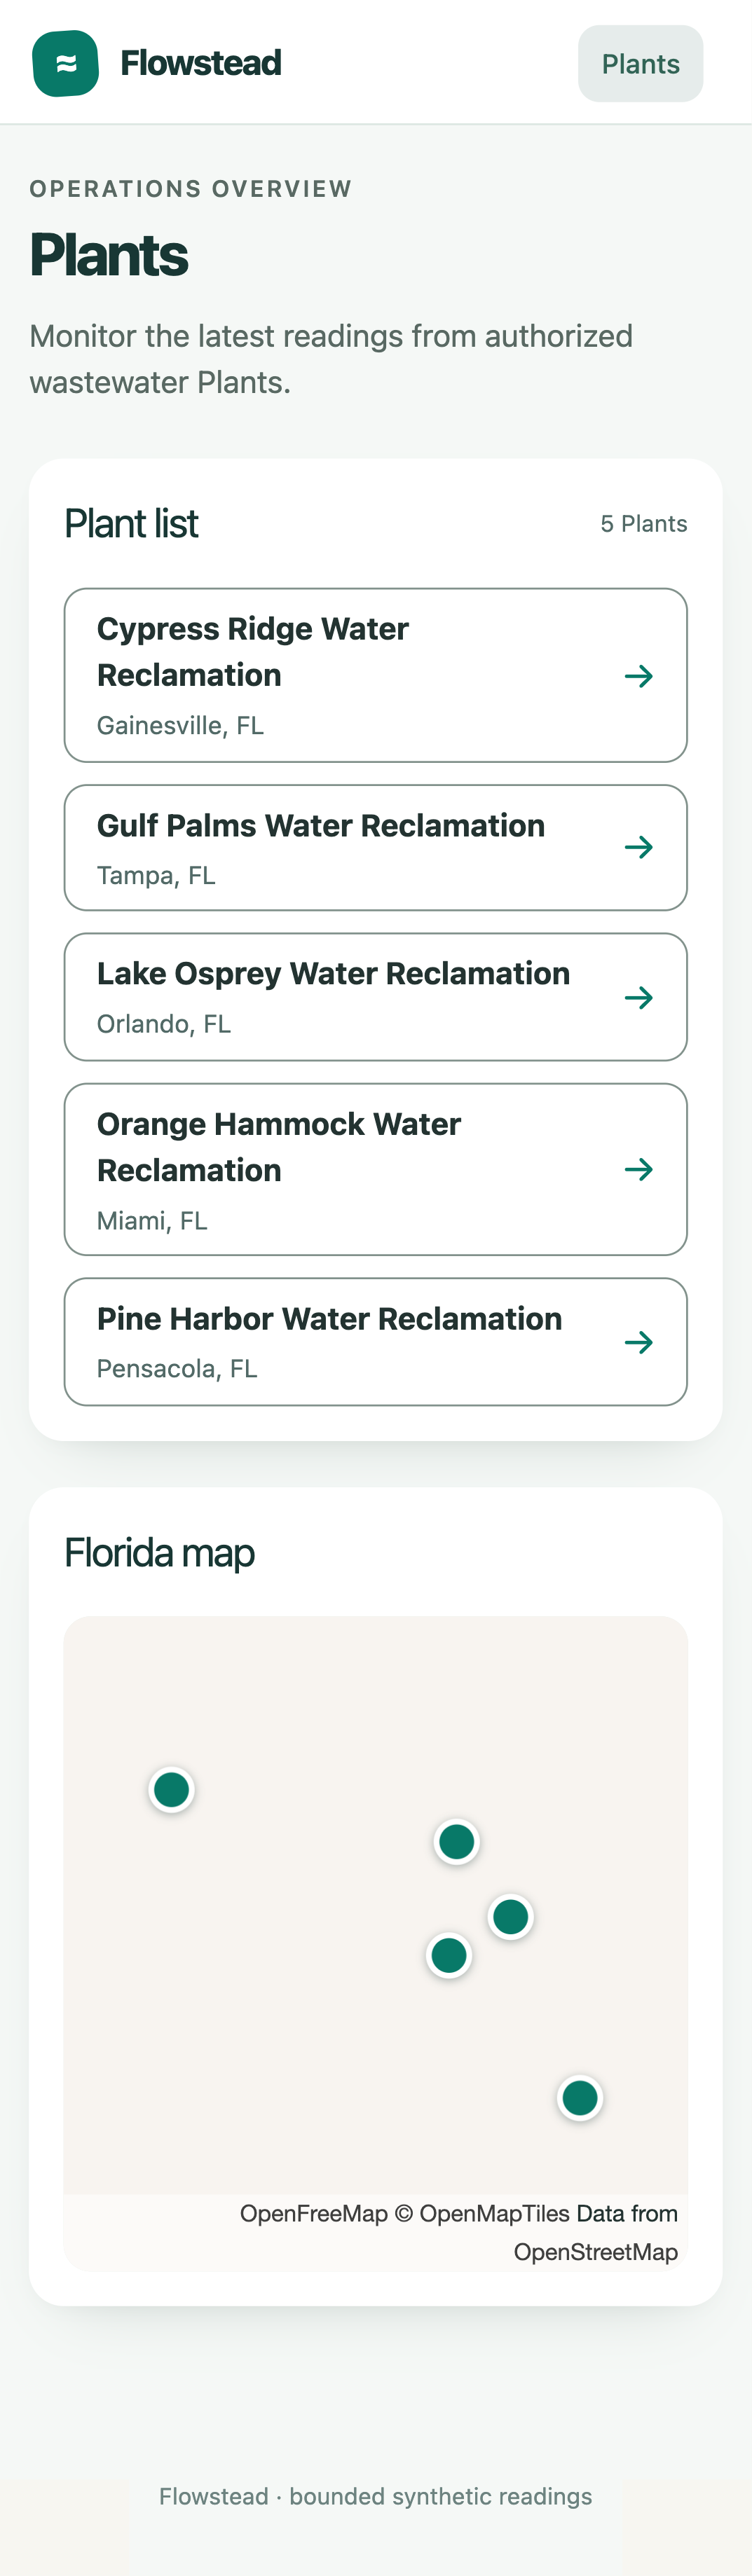 Flowstead
Plants
OPERATIONS OVERVIEW
Plants
Monitor the latest readings from authorized
wastewater Plants.
Plant list
5 Plants
Cypress Ridge Water
Reclamation
Gainesville, FL
Gulf Palms Water Reclamation
Tampa, FL
Lake Osprey Water Reclamation
Orlando, FL
Orange Hammock Water
Reclamation
Miami, FL
Pine Harbor Water Reclamation
Pensacola, FL
Florida map
OpenFreeMap © OpenMapTiles Data from
OpenStreetMap
Flowstead · bounded synthetic readings